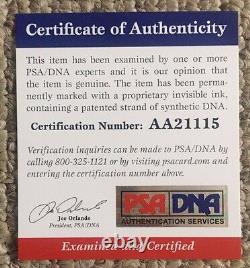 Certificate of Authenticity
This item has been examined by one or more
PSA/DNA experts and it is our opinion that
the item is genuine. The item has been
permanently marked with a proprietary invisible ink,
containing a patented strand of synthetic DNA.
Certification Number: AA21115
Verification inquiries can be made to PSA/DNA by
calling 800-325-1121 or by visiting psacard.com and
entering the certification number.
Joe Orlando
President, PSA/DNA
PSA DNA
AUTHENTICATION SERVICES
Examined and Certified